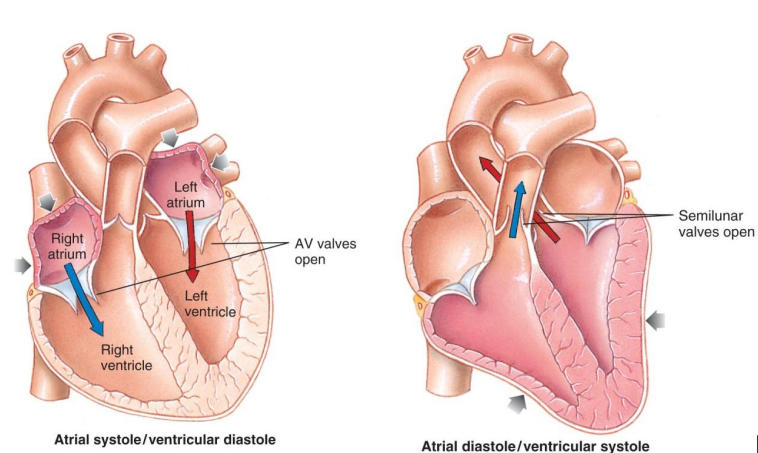 Left
atrium
Right
atrium
AV valves
open
Left
ventricle
Right
ventricle
Atrial systole/ventricular diastole
Semilunar
valves open
Atrial diastole/ventricular systole